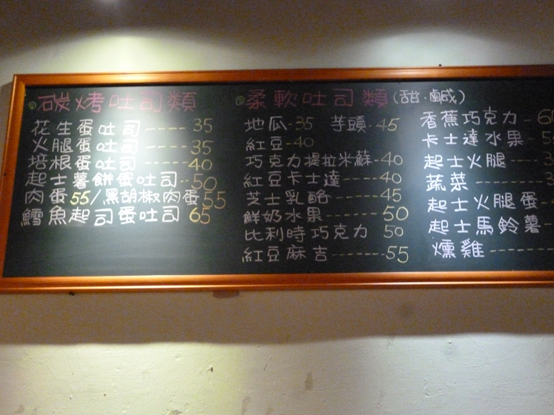 碳烤吐司類
花生蛋吐司-----35
火腿蛋吐司-----35
培根蛋吐司-----40
起士薯餅蛋吐司--50
肉蛋55/黑胡椒肉蛋55
鱈魚起司蛋吐司 65
柔軟吐司類(甜.鹹)
地瓜-35 芋頭-45
紅豆-40
巧克力提拉米蘇-40
紅豆卡士達----40
芝士乳酪-----45
鮮奶水果-----50
比利時巧克力 50
紅豆麻吉-----55
香蕉巧克力
卡士達水果
起士火腿
蔬菜
起士火腿蛋
起士馬鈴薯
燻雞